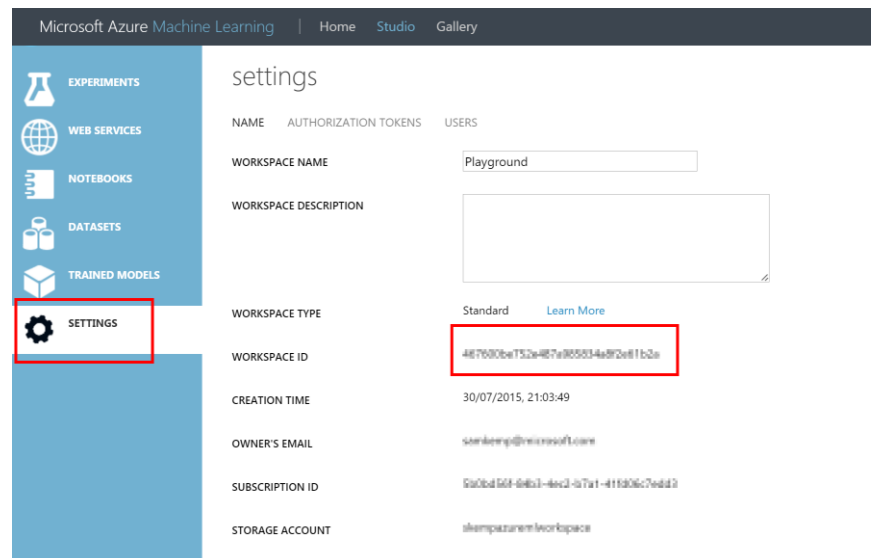 Microsoft Azure Machine Learning | Home Studio Gallery
EXPERIMENTS
WEB SERVICES
NOTEBOOKS
DATASETS
TRAINED MODELS
SETTINGS
settings
NAME AUTHORIZATION TOKENS USERS
WORKSPACE NAME Playground
WORKSPACE DESCRIPTION
WORKSPACE TYPE Standard Learn More
WORKSPACE ID
CREATION TIME 30/07/2015, 21:03:49
OWNER'S EMAIL
SUBSCRIPTION ID
STORAGE ACCOUNT